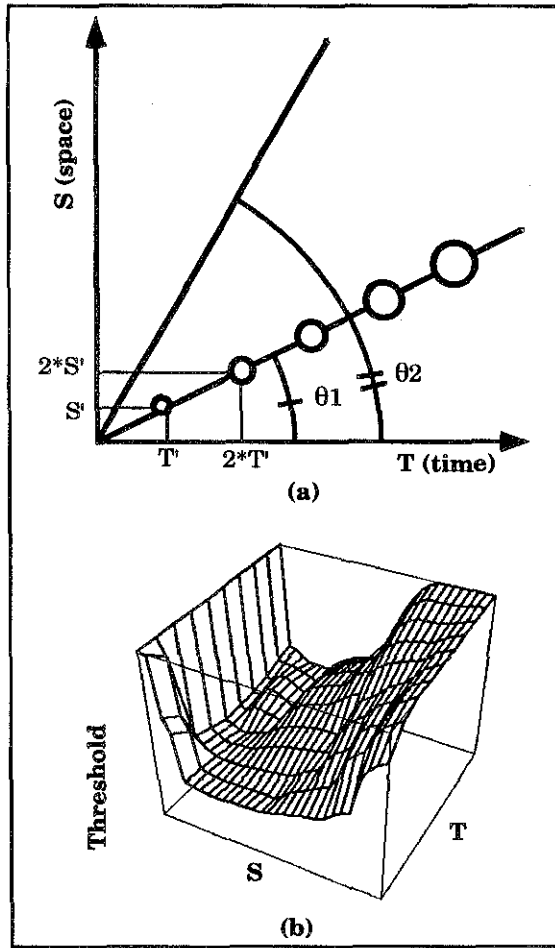 S (space)
2*S'
S'
θ1
θ2
T'
2*T'
T (time)
(a)
Threshold
S
T
(b)